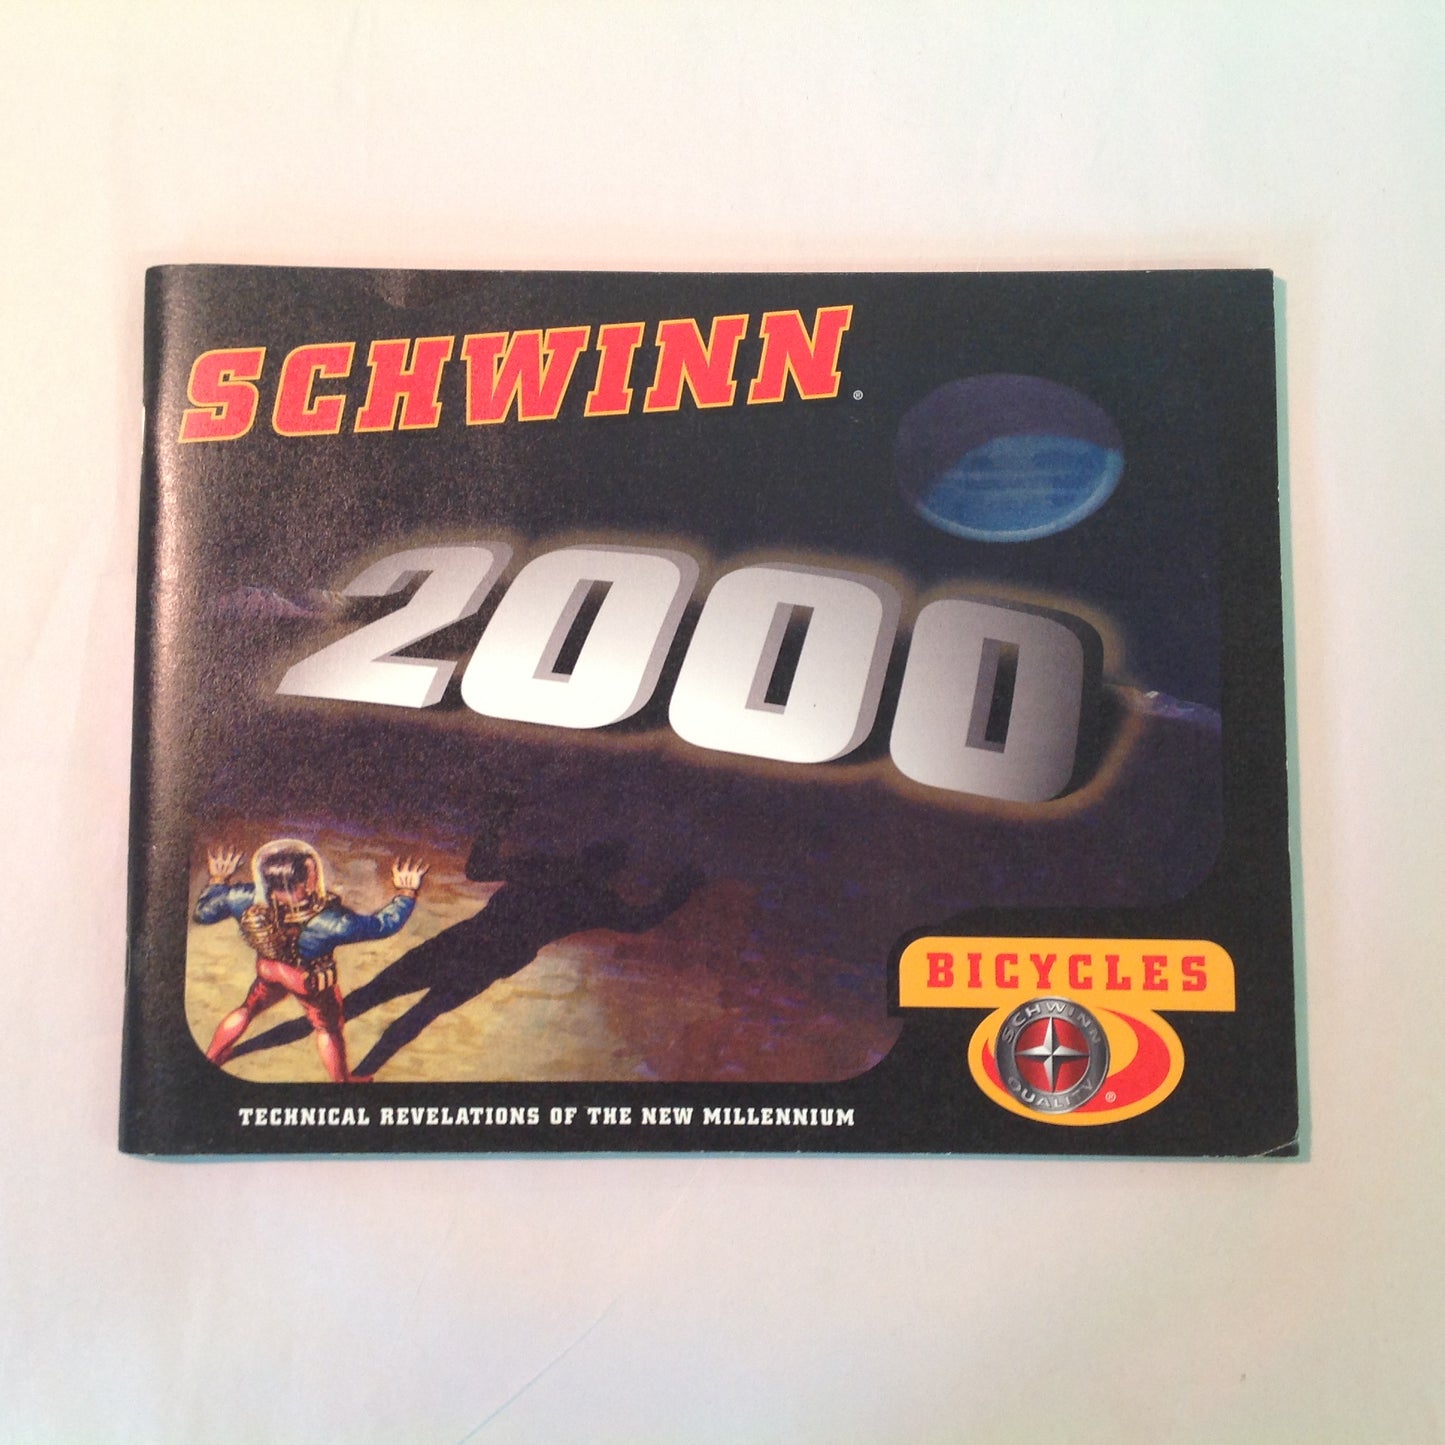 SCHWINN®
2000
BICYCLES
SCHWINN
QUALITY ®
TECHNICAL REVELATIONS OF THE NEW MILLENNIUM